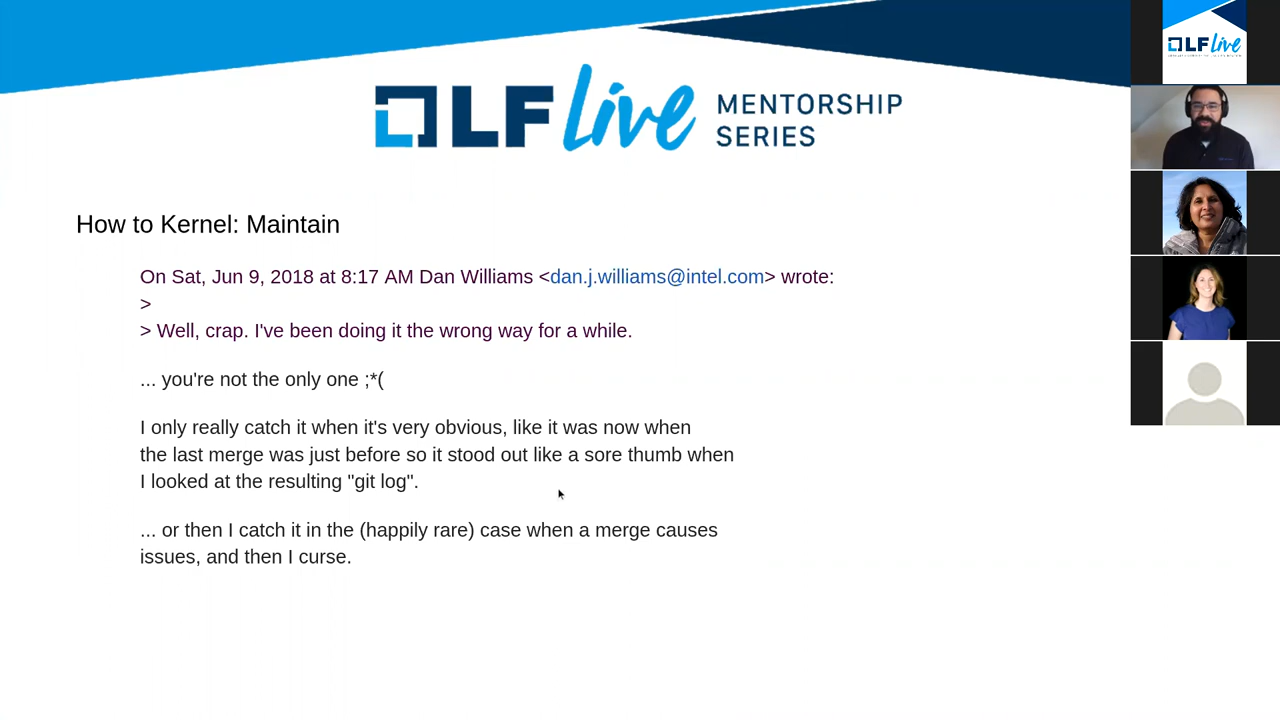 LF Live MENTORSHIP
SERIES
LF Live
How to Kernel: Maintain
On Sat, Jun 9, 2018 at 8:17 AM Dan Williams <dan.j.williams@intel.com> wrote:
>
> Well, crap. I've been doing it the wrong way for a while.
... you're not the only one ;*(
I only really catch it when it's very obvious, like it was now when
the last merge was just before so it stood out like a sore thumb when
I looked at the resulting "git log".
... or then I catch it in the (happily rare) case when a merge causes
issues, and then I curse.